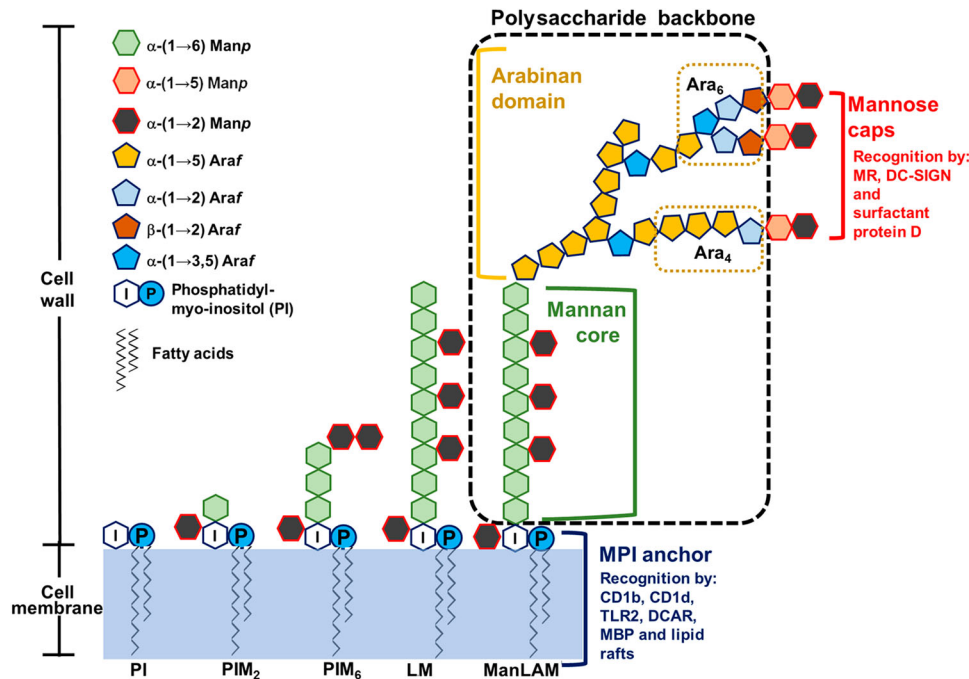 Polysaccharide backbone
α-(1→6) Manp
α-(1→5) Manp
α-(1→2) Manp
α-(1→5) Araf
α-(1→2) Araf
β-(1→2) Araf
α-(1→3,5) Araf
I P Phosphatidyl-
myo-inositol (PI)
Fatty acids
Cell
wall
Cell
membrane
Arabinan
domain
Ara6
Ara4
Mannose
caps
Recognition by:
MR, DC-SIGN
and
surfactant
protein D
Mannan
core
I P
I P
I P
I P
I P
MPI anchor
Recognition by:
CD1b, CD1d,
TLR2, DCAR,
MBP and lipid
rafts
PI
PIM2
PIM6
LM
ManLAM